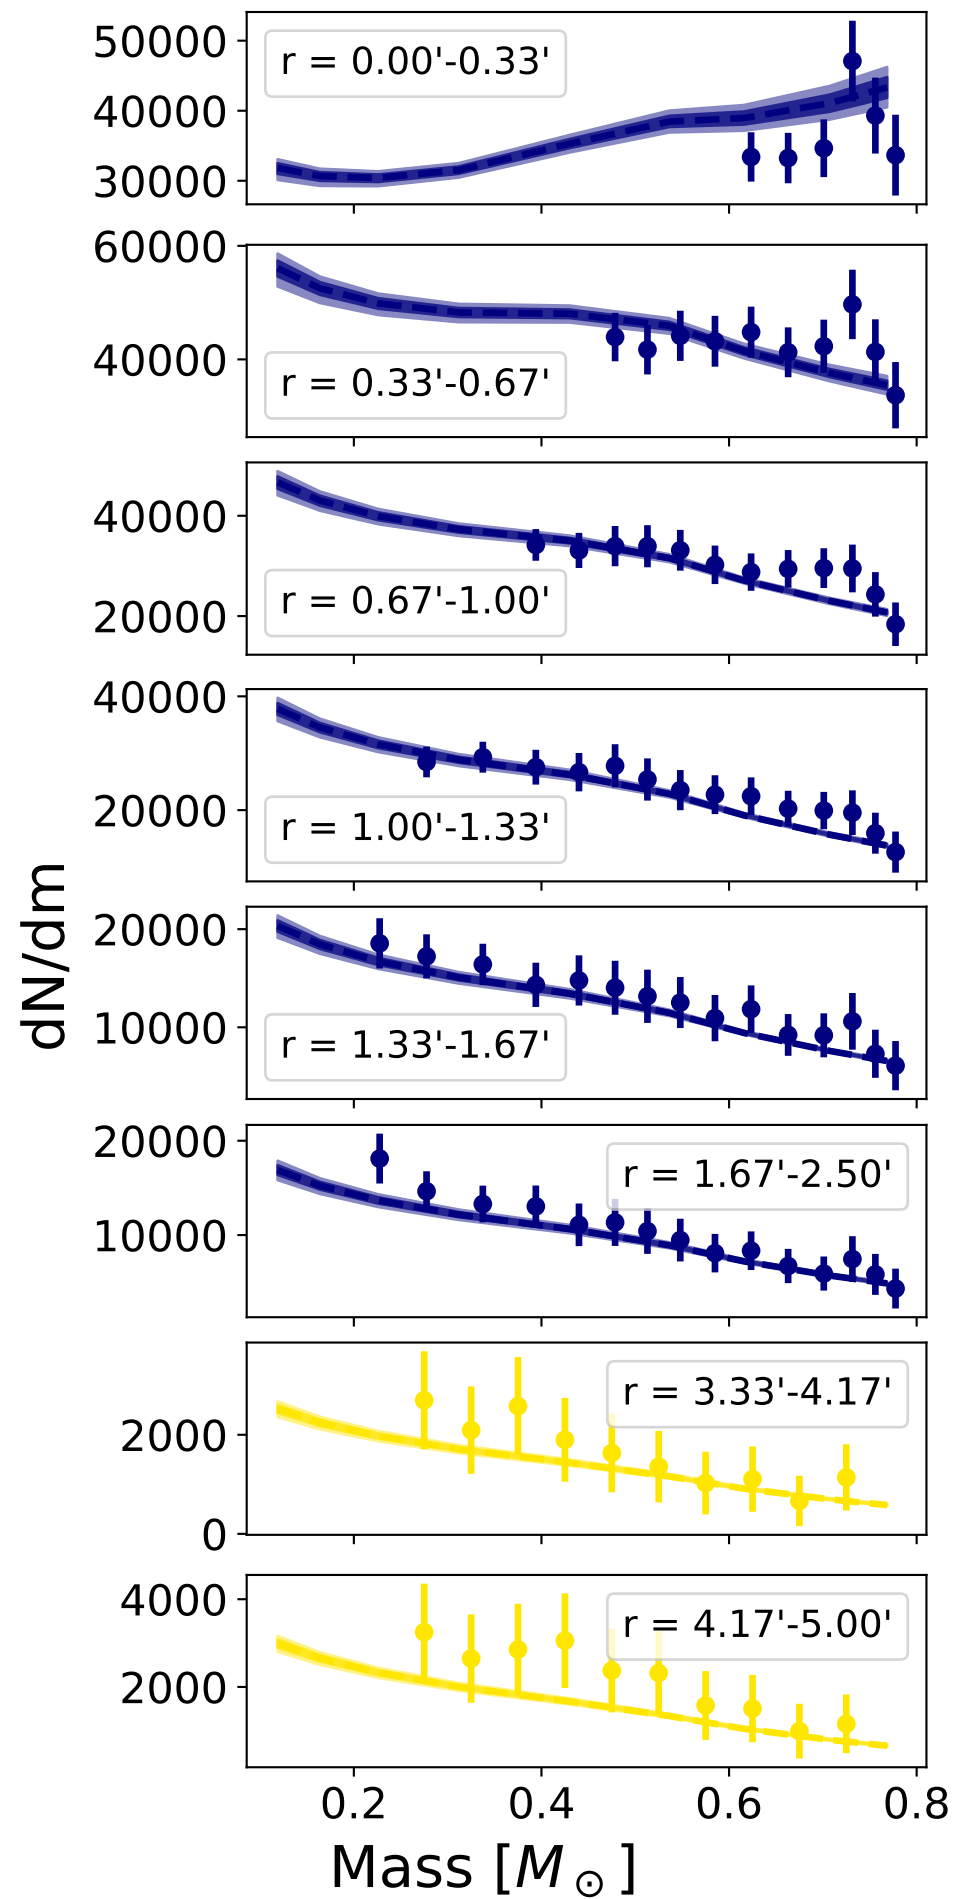 50000
40000
30000
r = 0.00'-0.33'
60000
40000
r = 0.33'-0.67'
40000
20000
r = 0.67'-1.00'
40000
20000
r = 1.00'-1.33'
dN/dm
20000
10000
r = 1.33'-1.67'
20000
10000
r = 1.67'-2.50'
2000
0
r = 3.33'-4.17'
4000
2000
r = 4.17'-5.00'
0.2 0.4 0.6 0.8
Mass [M⊙]